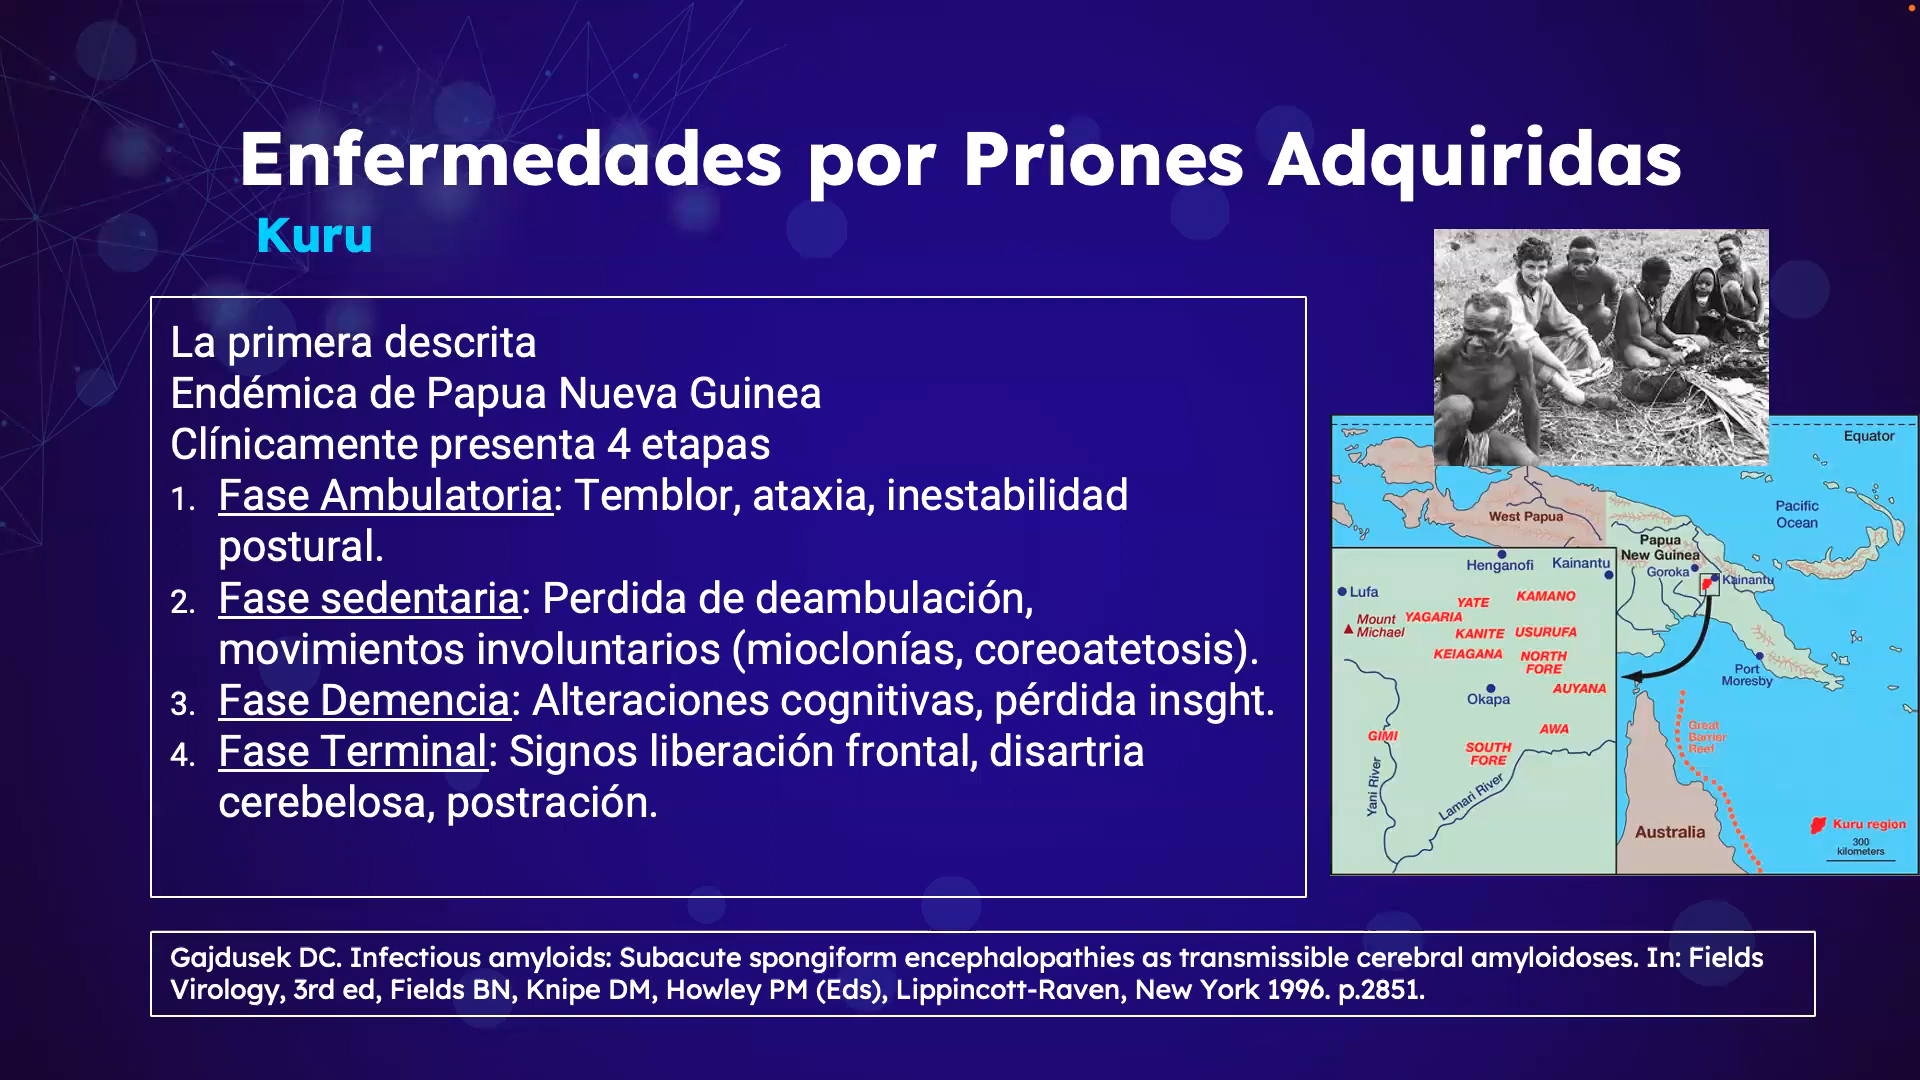 Enfermedades por Priones Adquiridas
Kuru
La primera descrita
Endémica de Papua Nueva Guinea
Clínicamente presenta 4 etapas
1. Fase Ambulatoria: Temblor, ataxia, inestabilidad
postural.
2. Fase sedentaria: Perdida de deambulación,
movimientos involuntarios (mioclonías, coreoatetosis).
3. Fase Demencia: Alteraciones cognitivas, pérdida insght.
4. Fase Terminal: Signos liberación frontal, disartria
cerebelosa, postración.
Equator
Pacific
Ocean
West Papua
Papua
New Guinea
Goroka
Kainantu
Henganofi
Kainantu
Lufa
Mount
Michael
YATE
KAMANO
YAGARIA
KANITE
USURUFA
KEIAGANA
NORTH
FORE
AUYANA
Okapa
Port
Moresby
GIMI
AWA
SOUTH
FORE
Yani River
Lamari River
Great
Barrier
Reef
Australia
Kuru region
300
kilometers
Gajdusek DC. Infectious amyloids: Subacute spongiform encephalopathies as transmissible cerebral amyloidoses. In: Fields
Virology, 3rd ed, Fields BN, Knipe DM, Howley PM (Eds), Lippincott-Raven, New York 1996. p.2851.